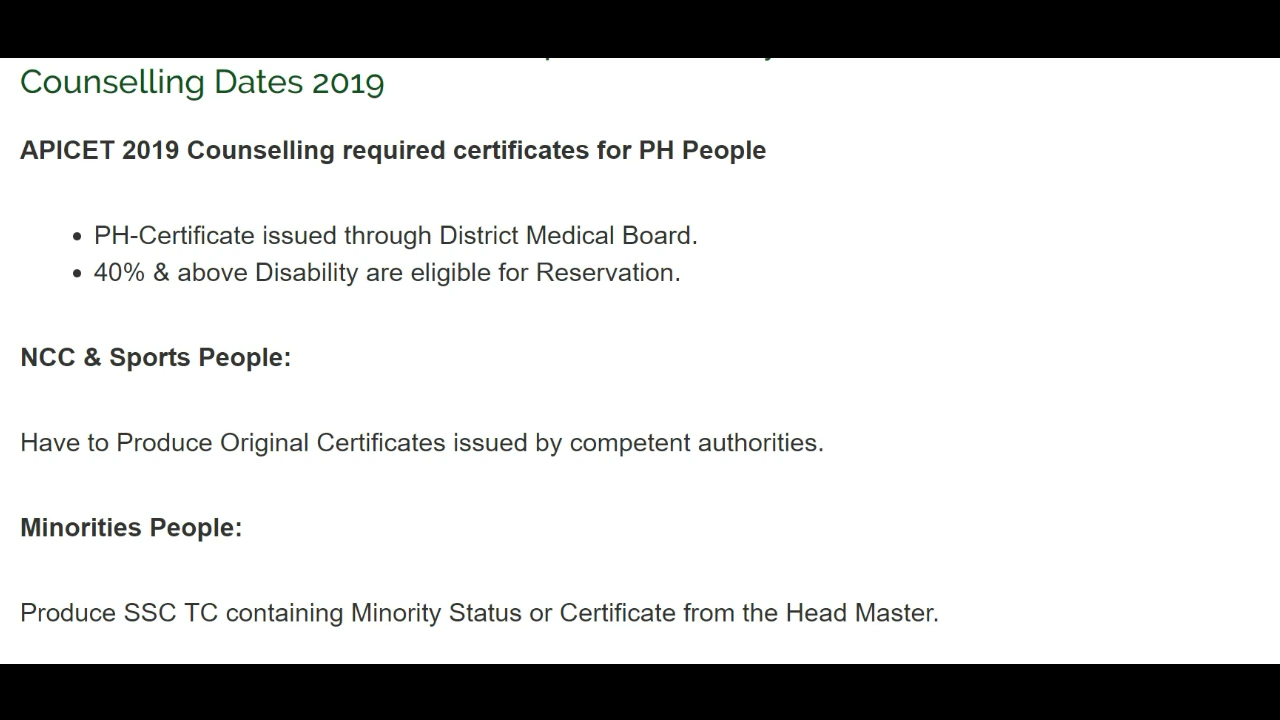 Counselling Dates 2019
APICET 2019 Counselling required certificates for PH People
• PH-Certificate issued through District Medical Board.
• 40% & above Disability are eligible for Reservation.
NCC & Sports People:
Have to Produce Original Certificates issued by competent authorities.
Minorities People:
Produce SSC TC containing Minority Status or Certificate from the Head Master.